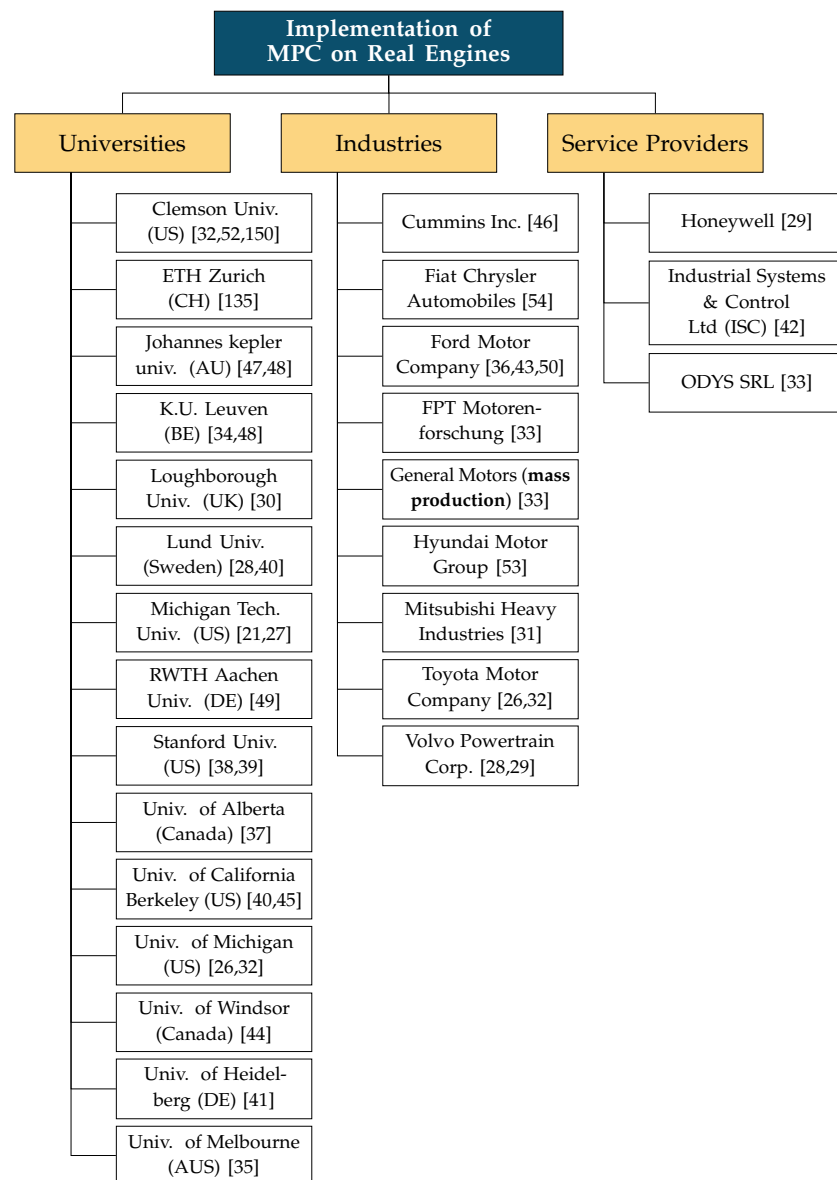 Implementation of
MPC on Real Engines
Universities
Industries
Service Providers
Clemson Univ.
(US) [32,52,150]
ETH Zurich
(CH) [135]
Johannes kepler
univ. (AU) [47,48]
K.U. Leuven
(BE) [34,48]
Loughborough
Univ. (UK) [30]
Lund Univ.
(Sweden) [28,40]
Michigan Tech.
Univ. (US) [21,27]
RWTH Aachen
Univ. (DE) [49]
Stanford Univ.
(US) [38,39]
Univ. of Alberta
(Canada) [37]
Univ. of California
Berkeley (US) [40,45]
Univ. of Michigan
(US) [26,32]
Univ. of Windsor
(Canada) [44]
Univ. of Heidel-
berg (DE) [41]
Univ. of Melbourne
(AUS) [35]
Cummins Inc. [46]
Fiat Chrysler
Automobiles [54]
Ford Motor
Company [36,43,50]
FPT Motoren-
forschung [33]
General Motors (mass
production) [33]
Hyundai Motor
Group [53]
Mitsubishi Heavy
Industries [31]
Toyota Motor
Company [26,32]
Volvo Powertrain
Corp. [28,29]
Honeywell [29]
Industrial Systems
& Control
Ltd (ISC) [42]
ODYS SRL [33]